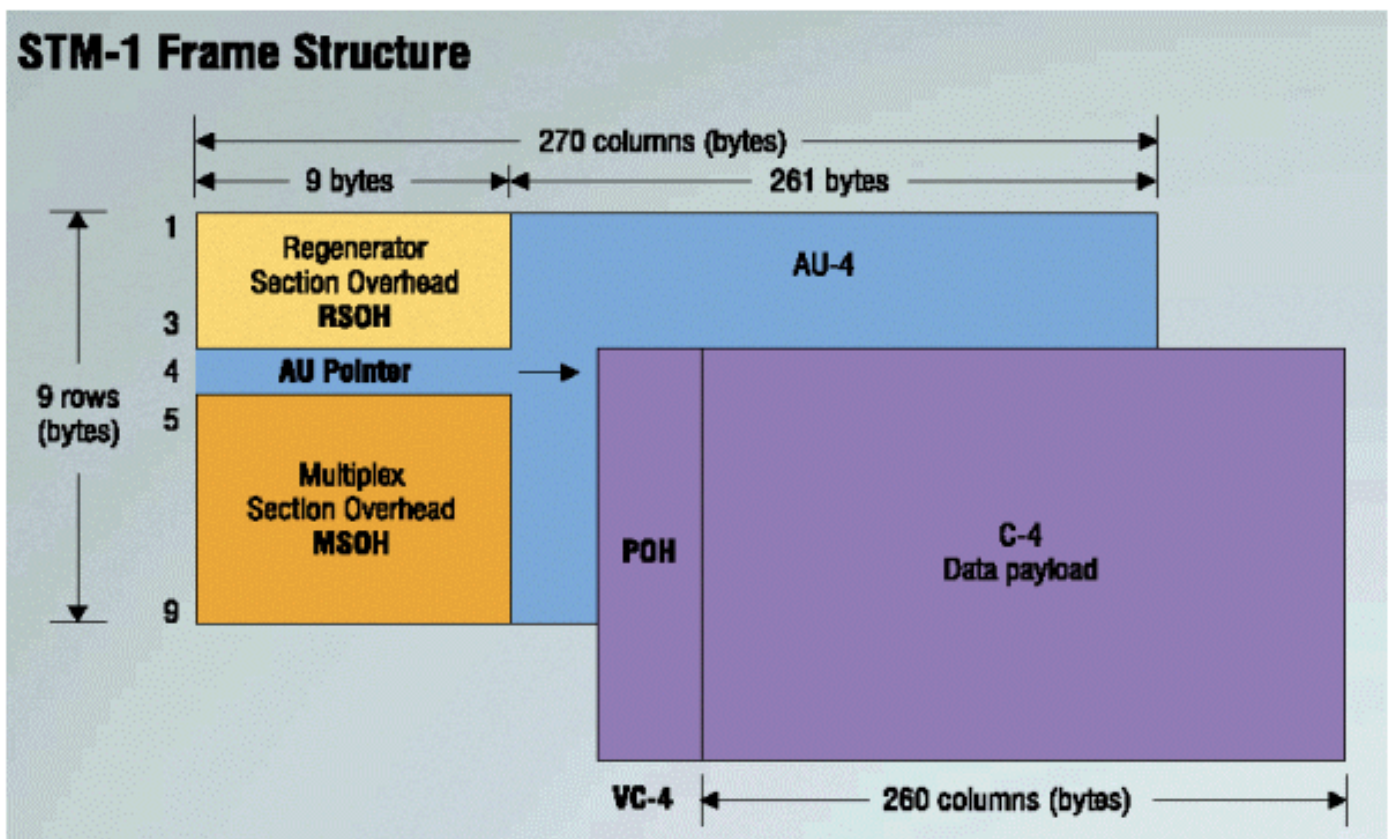 STM-1 Frame Structure
270 columns (bytes)
9 bytes
261 bytes
1
Regenerator
Section Overhead
RSOH
AU-4
3
4
AU Pointer
9 rows
(bytes)
5
Multiplex
Section Overhead
MSOH
9
POH
C-4
Data payload
VC-4
260 columns (bytes)